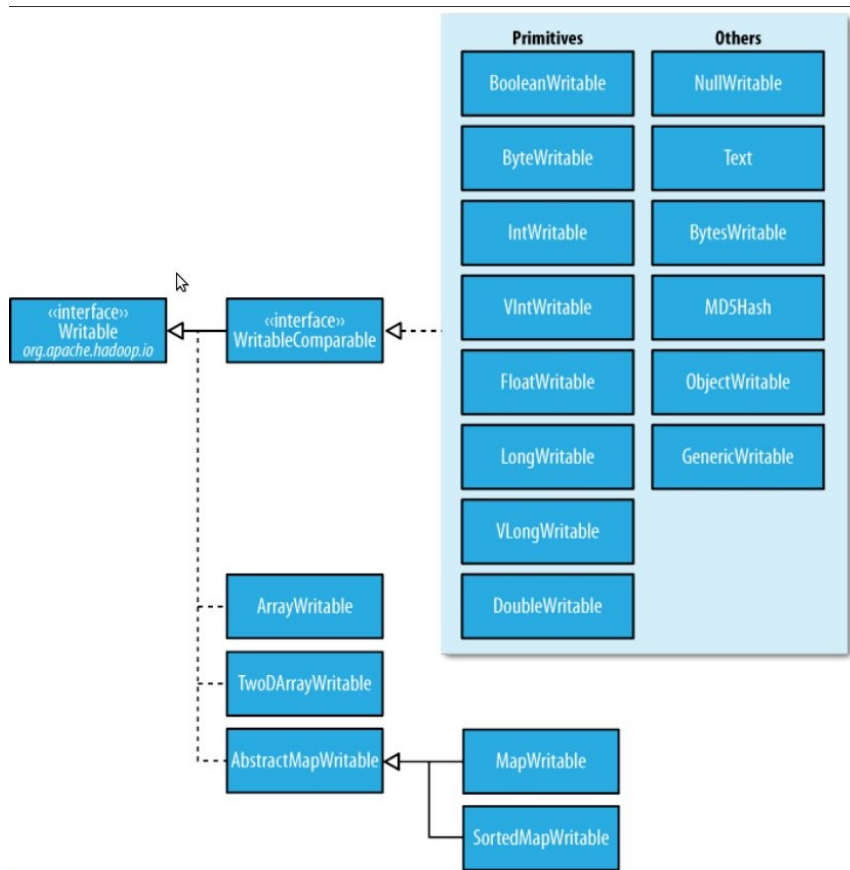 Primitives
Others
BooleanWritable
NullWritable
ByteWritable
Text
IntWritable
BytesWritable
«interface»
Writable
org.apache.hadoop.io
«interface»
WritableComparable
VIntWritable
MD5Hash
FloatWritable
ObjectWritable
LongWritable
GenericWritable
VLongWritable
ArrayWritable
DoubleWritable
TwoDArrayWritable
AbstractMapWritable
MapWritable
SortedMapWritable